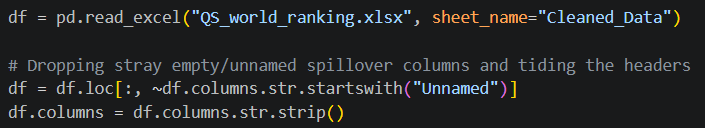 df = pd.read_excel("QS_world_ranking.xlsx", sheet_name="Cleaned_Data")
# Dropping stray empty/unnamed spillover columns and tiding the headers
df = df.loc[:, ~df.columns.str.startswith("Unnamed")]
df.columns = df.columns.str.strip()